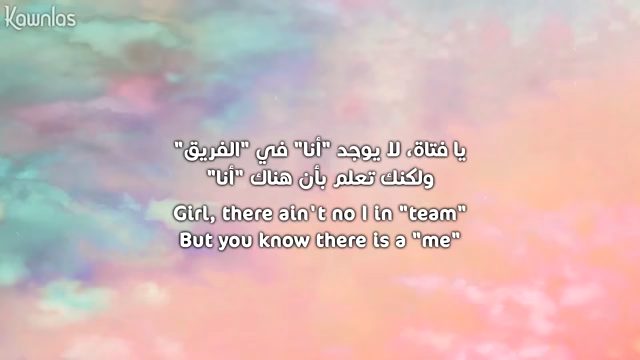 Kawnlas
يا فتاة، لا يوجد "أنا" في "الفريق"
ولكنك تعلم بأن هناك "أنا"
Girl, there ain't no I in "team"
But you know there is a "me"